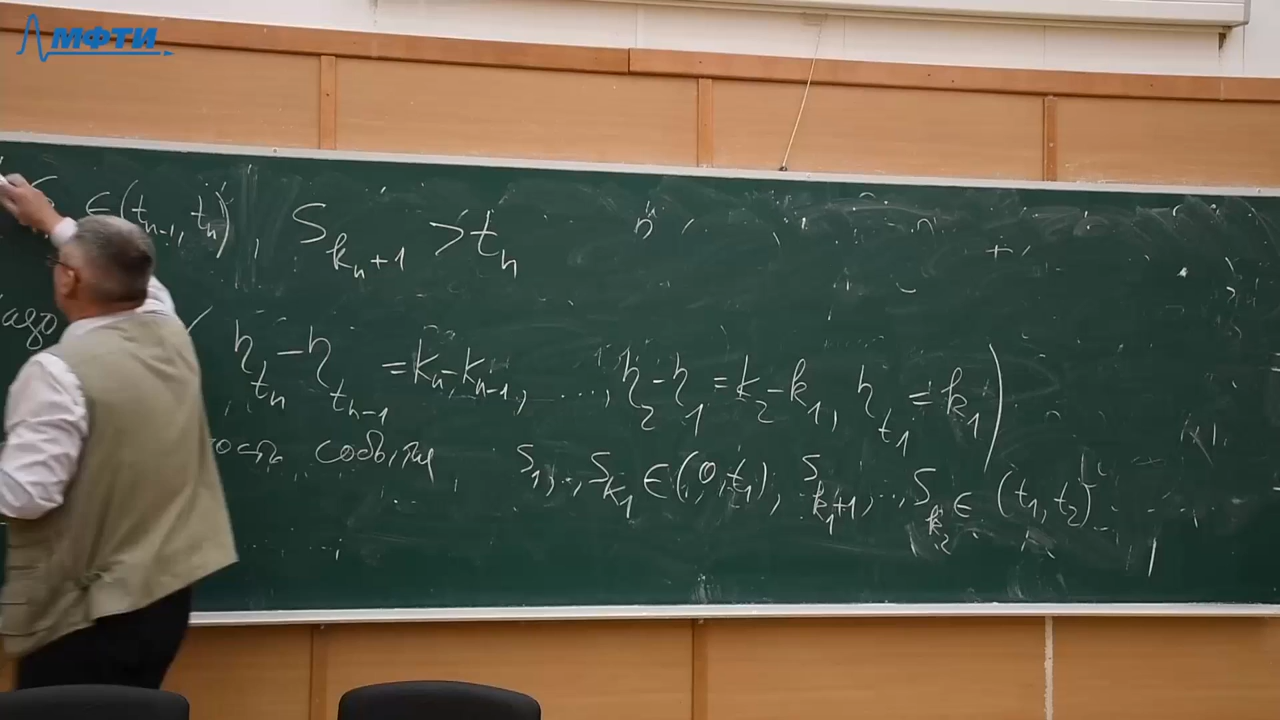 МФТИ
∈ (t_{n-1}, t_n), S_{k_n+1} > t_n
η_{t_n} - η_{t_{n-1}} = k_n - k_{n-1}, ..., η_2 - η_1 = k_2 - k_1, η_{t_1} = k_1)
S_1, ..., S_{k_1} ∈ (0, t_1), S_{k_1+1}, ..., S_{k_2} ∈ (t_1, t_2)